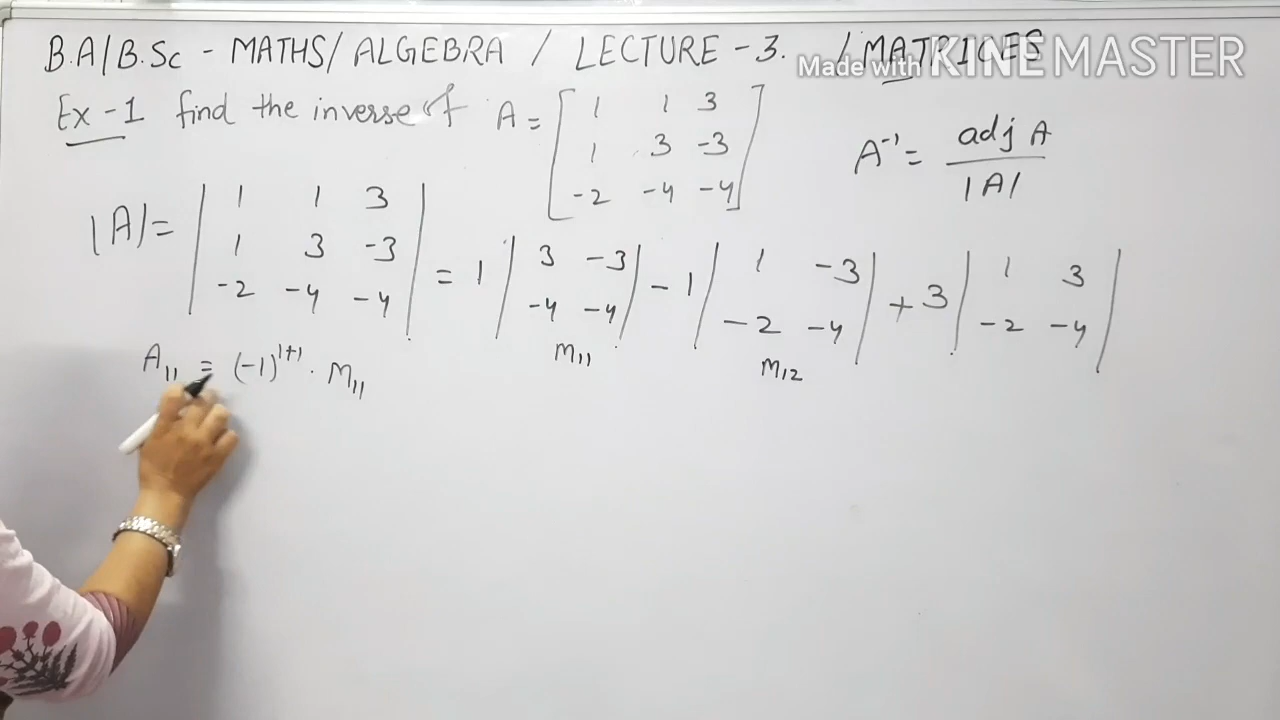 B.A/B.Sc - MATHS/ ALGEBRA / LECTURE - 3. / MATRICES
Made with KINEMASTER
Ex - 1 find the inverse of A = [ 1 1 3
1 3 -3
-2 -4 -4 ]
A⁻¹ = adj A / |A|
|A| = | 1 1 3
1 3 -3
-2 -4 -4 | = 1 | 3 -3
-4 -4 | - 1 | 1 -3
-2 -4 | + 3 | 1 3
-2 -4 |
M₁₁
M₁₂
A₁₁ = (-1)¹⁺¹ . M₁₁